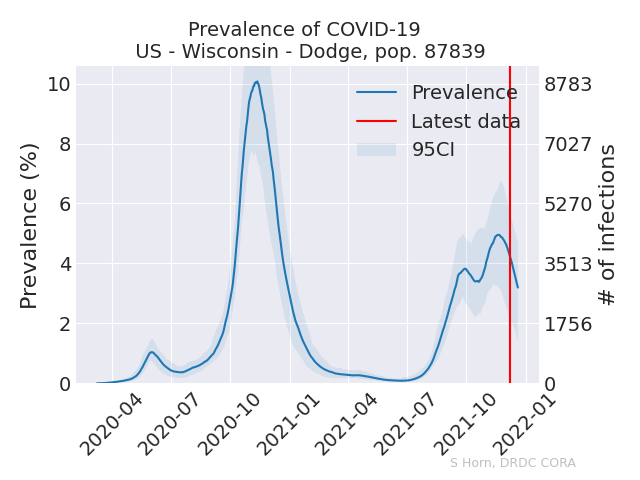 Prevalence of COVID-19
US - Wisconsin - Dodge, pop. 87839
Prevalence (%)
10
8
6
4
2
0
Prevalence
Latest data
95CI
8783
7027
5270
3513
1756
0
# of infections
2020-04
2020-07
2020-10
2021-01
2021-04
2021-07
2021-10
2022-01
S Horn, DRDC CORA